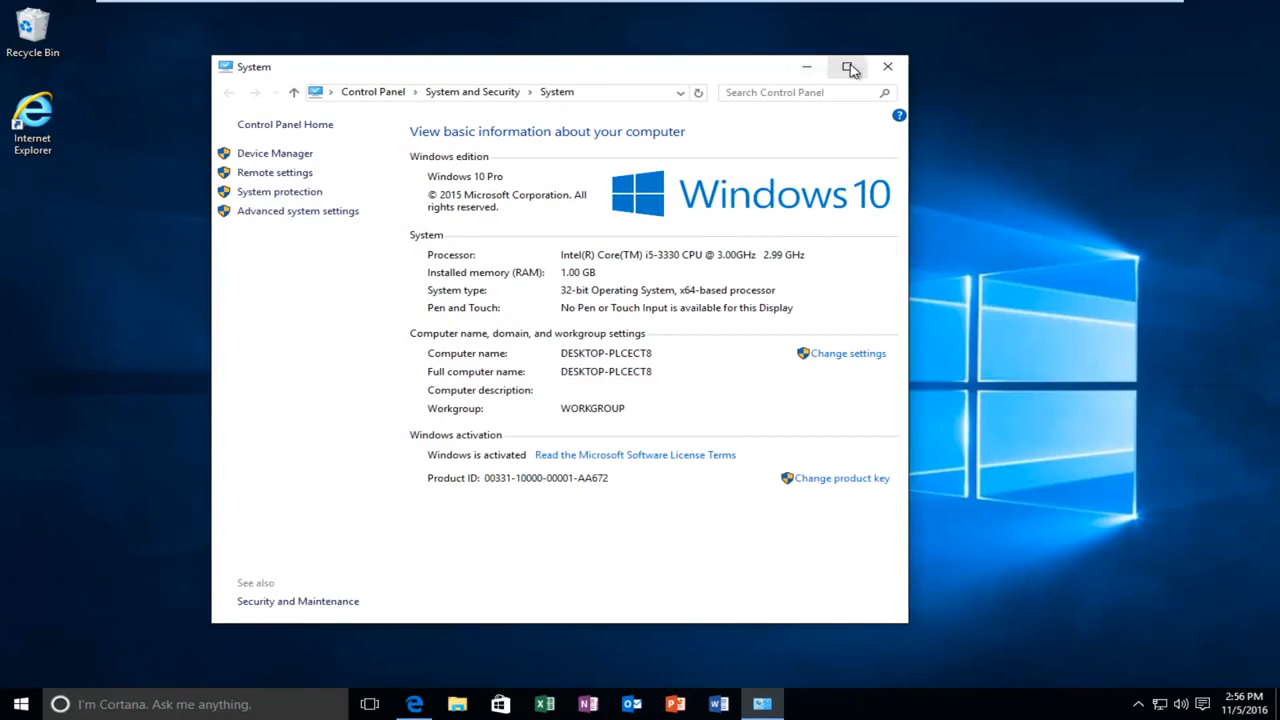 Recycle Bin
Internet
Explorer
System
Control Panel > System and Security > System
Search Control Panel
?
Control Panel Home
Device Manager
Remote settings
System protection
Advanced system settings
See also
Security and Maintenance
View basic information about your computer
Windows edition
Windows 10 Pro
© 2015 Microsoft Corporation. All
rights reserved.
Windows 10
System
Processor: Intel(R) Core(TM) i5-3330 CPU @ 3.00GHz 2.99 GHz
Installed memory (RAM): 1.00 GB
System type: 32-bit Operating System, x64-based processor
Pen and Touch: No Pen or Touch Input is available for this Display
Computer name, domain, and workgroup settings
Computer name: DESKTOP-PLCECT8
Change settings
Full computer name: DESKTOP-PLCECT8
Computer description:
Workgroup: WORKGROUP
Windows activation
Windows is activated Read the Microsoft Software License Terms
Product ID: 00331-10000-00001-AA672
Change product key
I'm Cortana. Ask me anything.
2:56 PM
11/5/2016